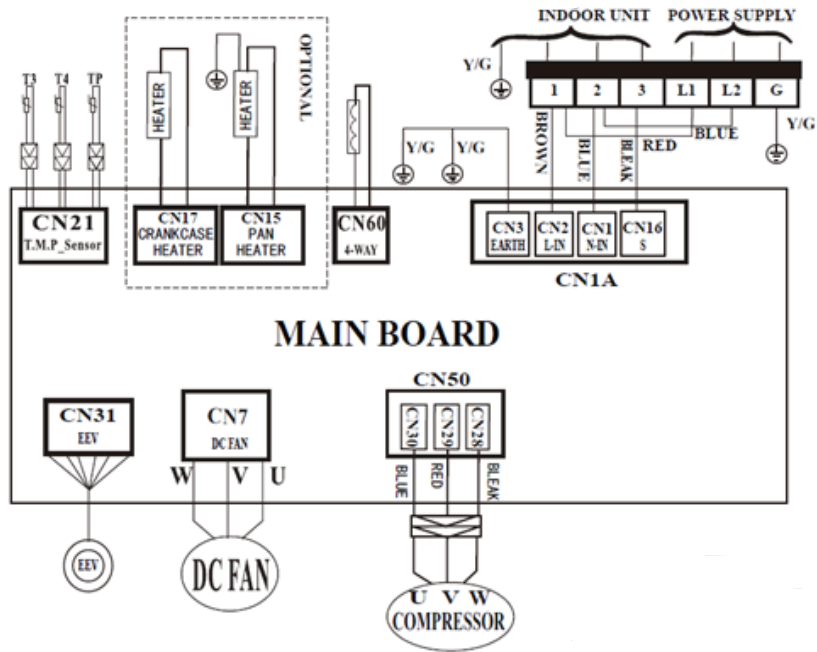 INDOOR UNIT POWER SUPPLY
OPTIONAL
T3 T4 TP
Y/G
HEATER
HEATER
1 2 3 L1 L2 G
BROWN
BLUE
BLEAK
RED
BLUE
Y/G
Y/G Y/G
CN21
T.M.P_Sensor
CN17
CRANKCASE
HEATER
CN15
PAN
HEATER
CN60
4-WAY
CN3
EARTH
CN2
L-IN
CN1
N-IN
CN16
S
CN1A
MAIN BOARD
CN31
EEV
CN7
DC FAN
W V U
CN50
CN30
CN29
CN28
BLUE
RED
BLEAK
EEV
DC FAN
U V W
COMPRESSOR